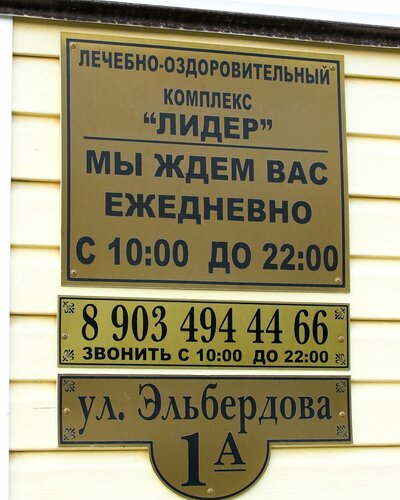 ЛЕЧЕБНО-ОЗДОРОВИТЕЛЬНЫЙ
КОМПЛЕКС
"ЛИДЕР"
МЫ ЖДЕМ ВАС
ЕЖЕДНЕВНО
С 10:00 ДО 22:00
8 903 494 44 66
ЗВОНИТЬ С 10:00 ДО 22:00
ул. Эльбердова
1А